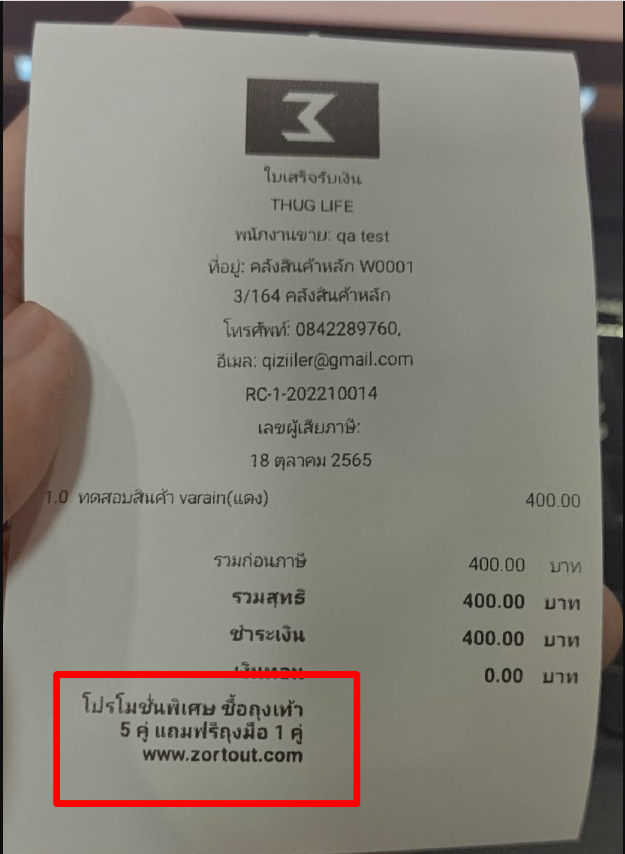 ใบเสร็จรับเงิน
THUG LIFE
พนักงานขาย: qa test
ที่อยู่: คลังสินค้าหลัก W0001
3/164 คลังสินค้าหลัก
โทรศัพท์: 0842289760,
อีเมล: qiziiler@gmail.com
RC-1-202210014
เลขผู้เสียภาษี:
18 ตุลาคม 2565
1.0 ทดสอบสินค้า varain(แดง) 400.00
รวมก่อนภาษี 400.00 บาท
รวมสุทธิ 400.00 บาท
ชำระเงิน 400.00 บาท
เงินทอน 0.00 บาท
โปรโมชั่นพิเศษ ซื้อถุงเท้า
5 คู่ แถมฟรีถุงมือ 1 คู่
www.zortout.com